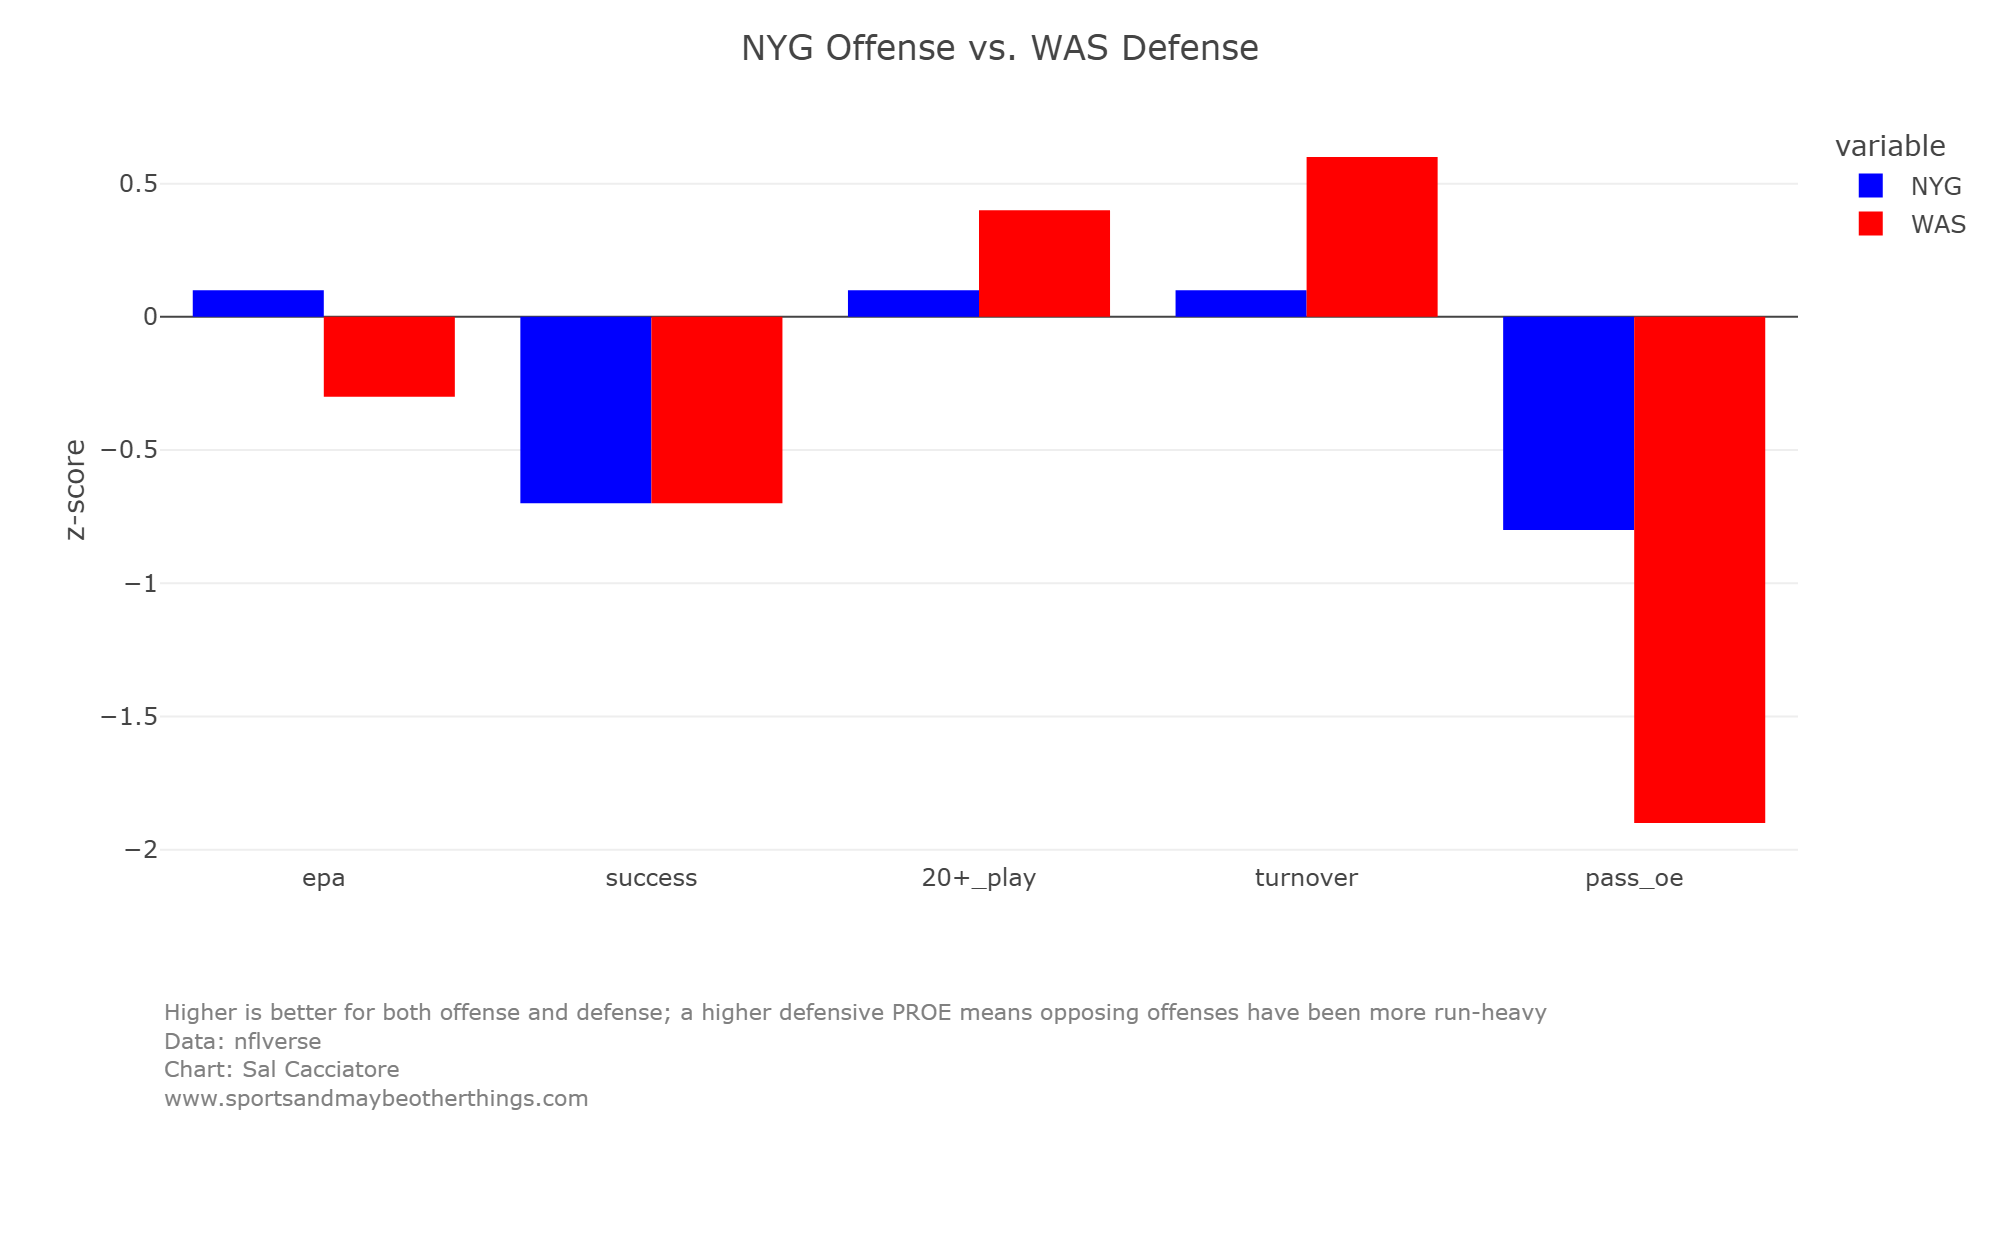 NYG Offense vs. WAS Defense
variable
NYG
WAS
0.5
0
−0.5
−1
−1.5
−2
z-score
epa
success
20+_play
turnover
pass_oe
Higher is better for both offense and defense; a higher defensive PROE means opposing offenses have been more run-heavy
Data: nflverse
Chart: Sal Cacciatore
www.sportsandmaybeotherthings.com